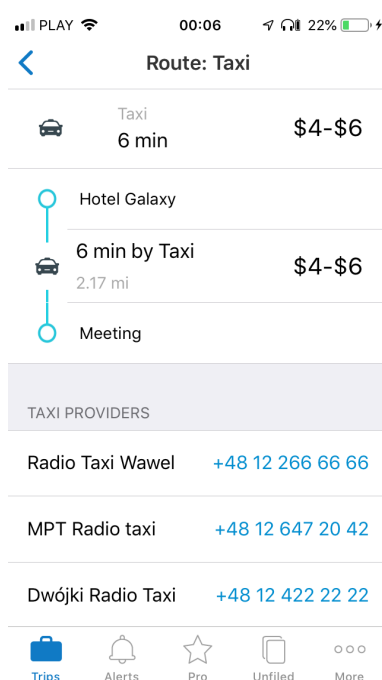 PLAY 00:06 22%
Route: Taxi
Taxi
6 min $4-$6
Hotel Galaxy
6 min by Taxi $4-$6
2.17 mi
Meeting
TAXI PROVIDERS
Radio Taxi Wawel +48 12 266 66 66
MPT Radio taxi +48 12 647 20 42
Dwójki Radio Taxi +48 12 422 22 22
Trips Alerts Pro Unfiled More